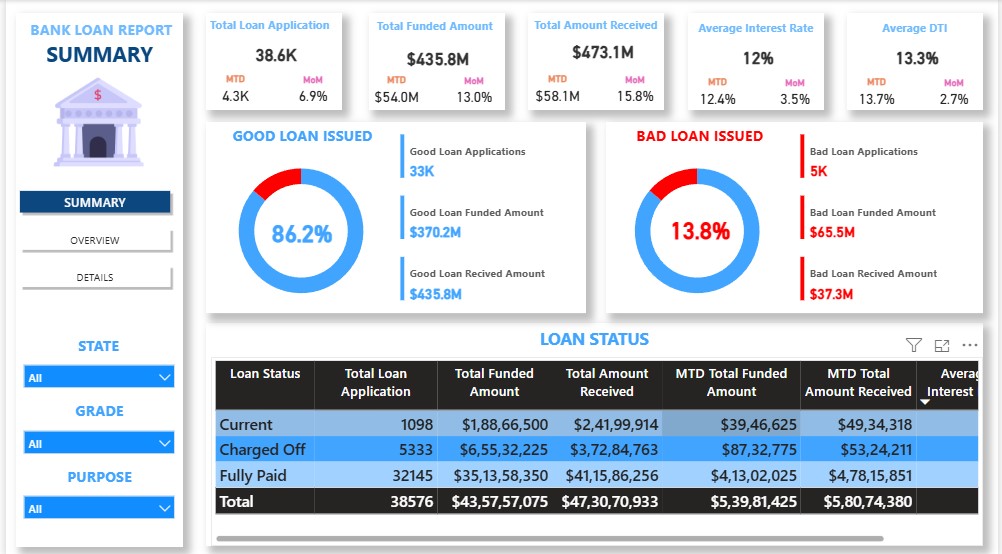 BANK LOAN REPORT
SUMMARY
$
SUMMARY
OVERVIEW
DETAILS
STATE
All
GRADE
All
PURPOSE
All
Total Loan Application
38.6K
MTD MoM
4.3K 6.9%
Total Funded Amount
$435.8M
MTD MoM
$54.0M 13.0%
Total Amount Received
$473.1M
MTD MoM
$58.1M 15.8%
Average Interest Rate
12%
MTD MoM
12.4% 3.5%
Average DTI
13.3%
MTD MoM
13.7% 2.7%
GOOD LOAN ISSUED
86.2%
Good Loan Applications
33K
Good Loan Funded Amount
$370.2M
Good Loan Recived Amount
$435.8M
BAD LOAN ISSUED
13.8%
Bad Loan Applications
5K
Bad Loan Funded Amount
$65.5M
Bad Loan Recived Amount
$37.3M
LOAN STATUS
Loan Status Total Loan Total Funded Total Amount MTD Total Funded MTD Total Averag
Application Amount Received Amount Amount Received Interest
Current 1098 $1,88,66,500 $2,41,99,914 $39,46,625 $49,34,318
Charged Off 5333 $6,55,32,225 $3,72,84,763 $87,32,775 $53,24,211
Fully Paid 32145 $35,13,58,350 $41,15,86,256 $4,13,02,025 $4,78,15,851
Total 38576 $43,57,57,075 $47,30,70,933 $5,39,81,425 $5,80,74,380